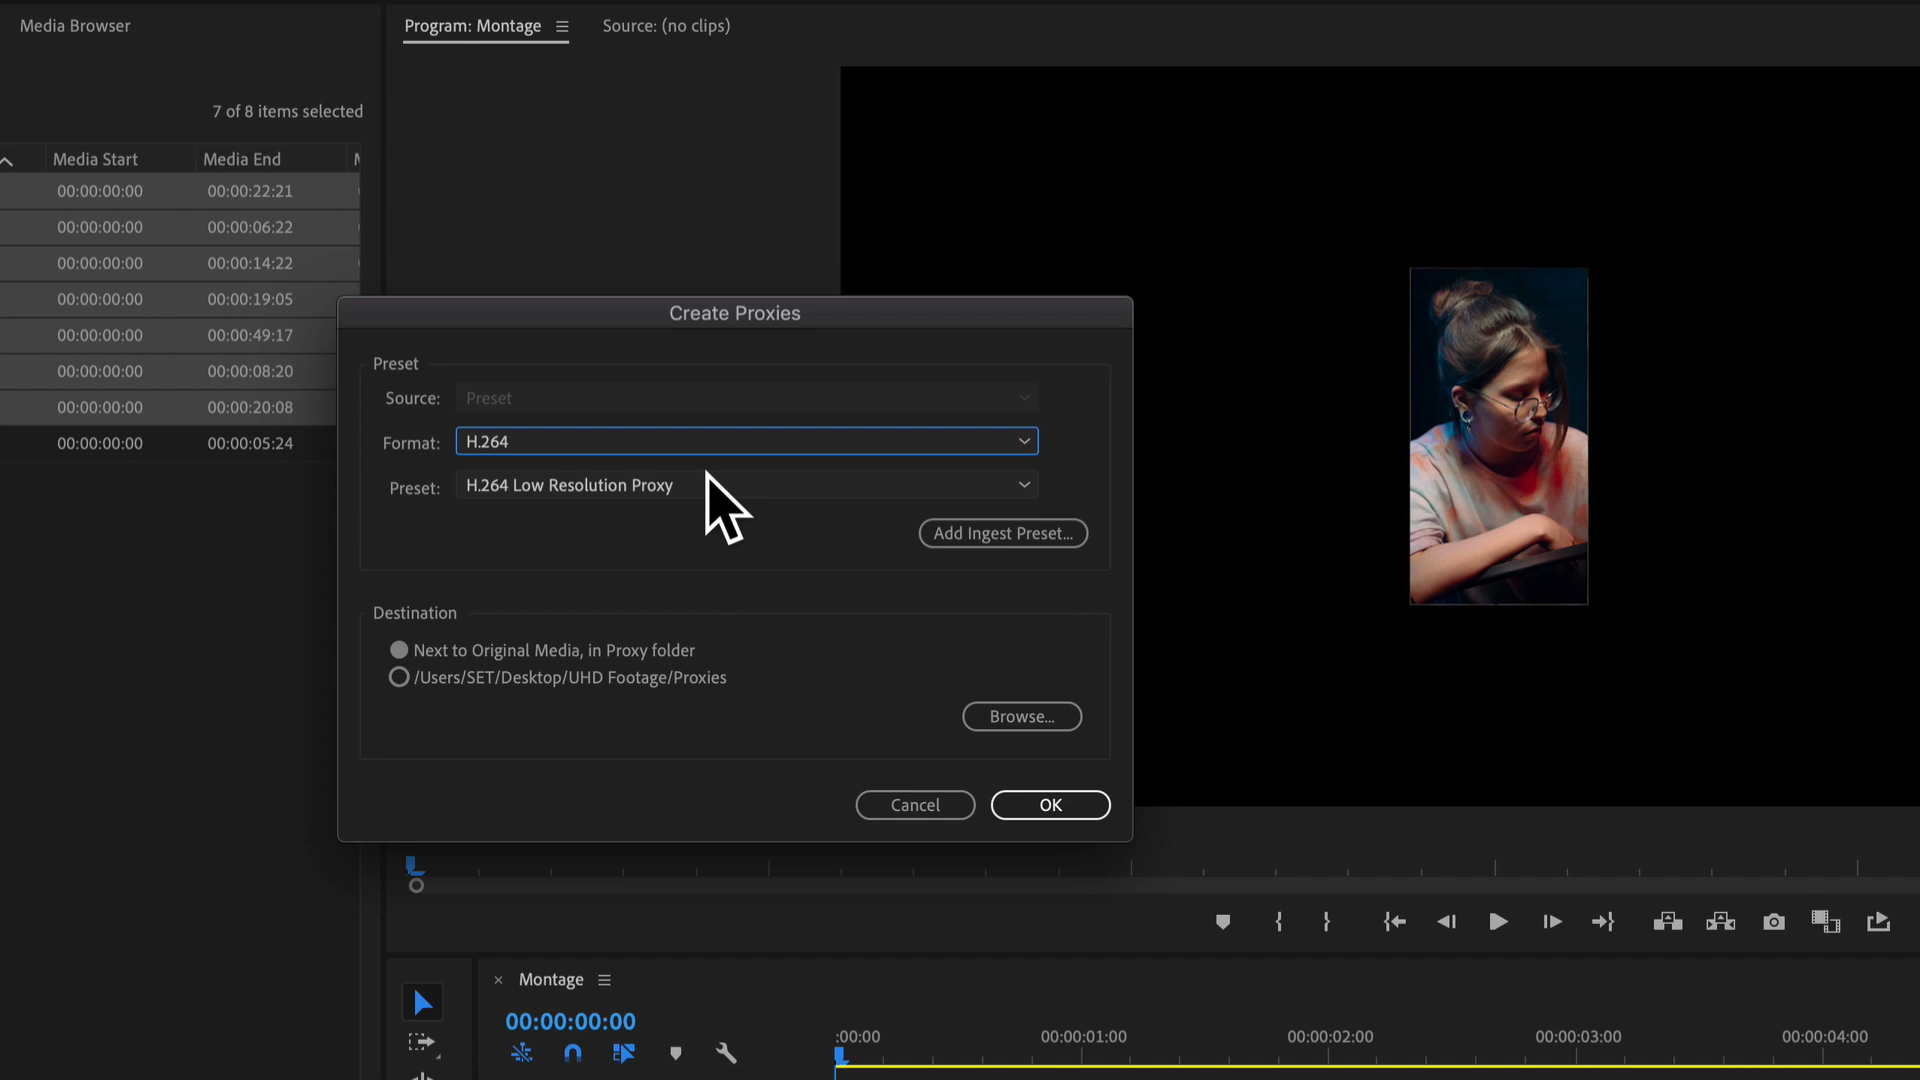 Media Browser
Program: Montage
Source: (no clips)
7 of 8 items selected
Media Start
Media End
00:00:00:00
00:00:22:21
00:00:00:00
00:00:06:22
00:00:00:00
00:00:14:22
00:00:00:00
00:00:19:05
00:00:00:00
00:00:49:17
00:00:00:00
00:00:08:20
00:00:00:00
00:00:20:08
00:00:00:00
00:00:05:24
Create Proxies
Preset
Source: Preset
Format: H.264
Preset: H.264 Low Resolution Proxy
Add Ingest Preset...
Destination
Next to Original Media, in Proxy folder
/Users/SET/Desktop/UHD Footage/Proxies
Browse...
Cancel
OK
Montage
00:00:00:00
:00:00
00:00:01:00
00:00:02:00
00:00:03:00
00:00:04:00